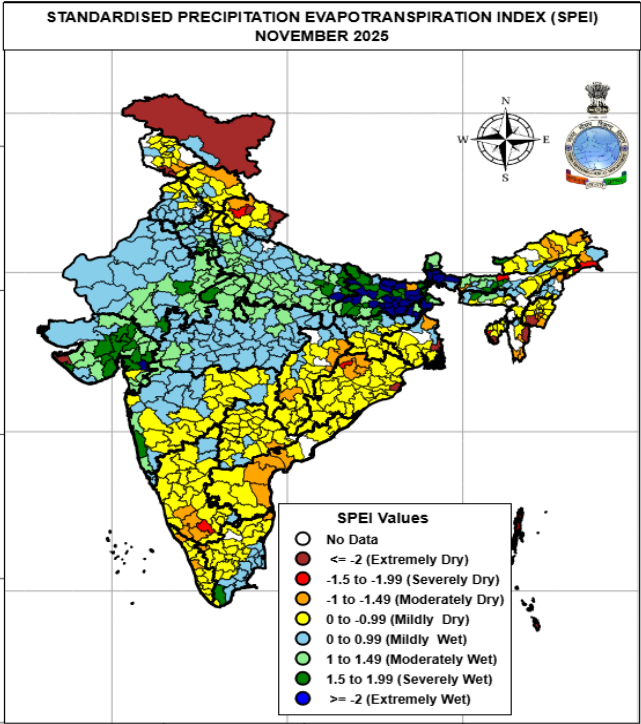 STANDARDISED PRECIPITATION EVAPOTRANSPIRATION INDEX (SPEI)
NOVEMBER 2025
N
W
E
S
SPEI Values
No Data
<= -2 (Extremely Dry)
-1.5 to -1.99 (Severely Dry)
-1 to -1.49 (Moderately Dry)
0 to -0.99 (Mildly Dry)
0 to 0.99 (Mildly Wet)
1 to 1.49 (Moderately Wet)
1.5 to 1.99 (Severely Wet)
>= -2 (Extremely Wet)